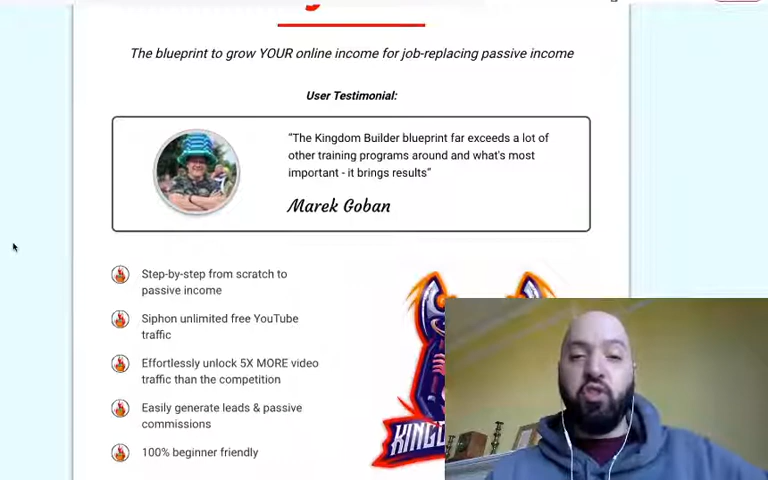 The blueprint to grow YOUR online income for job-replacing passive income
User Testimonial:
“The Kingdom Builder blueprint far exceeds a lot of
other training programs around and what's most
important - it brings results”
Marek Goban
Step-by-step from scratch to
passive income
Siphon unlimited free YouTube
traffic
Effortlessly unlock 5X MORE video
traffic than the competition
Easily generate leads & passive
commissions
100% beginner friendly